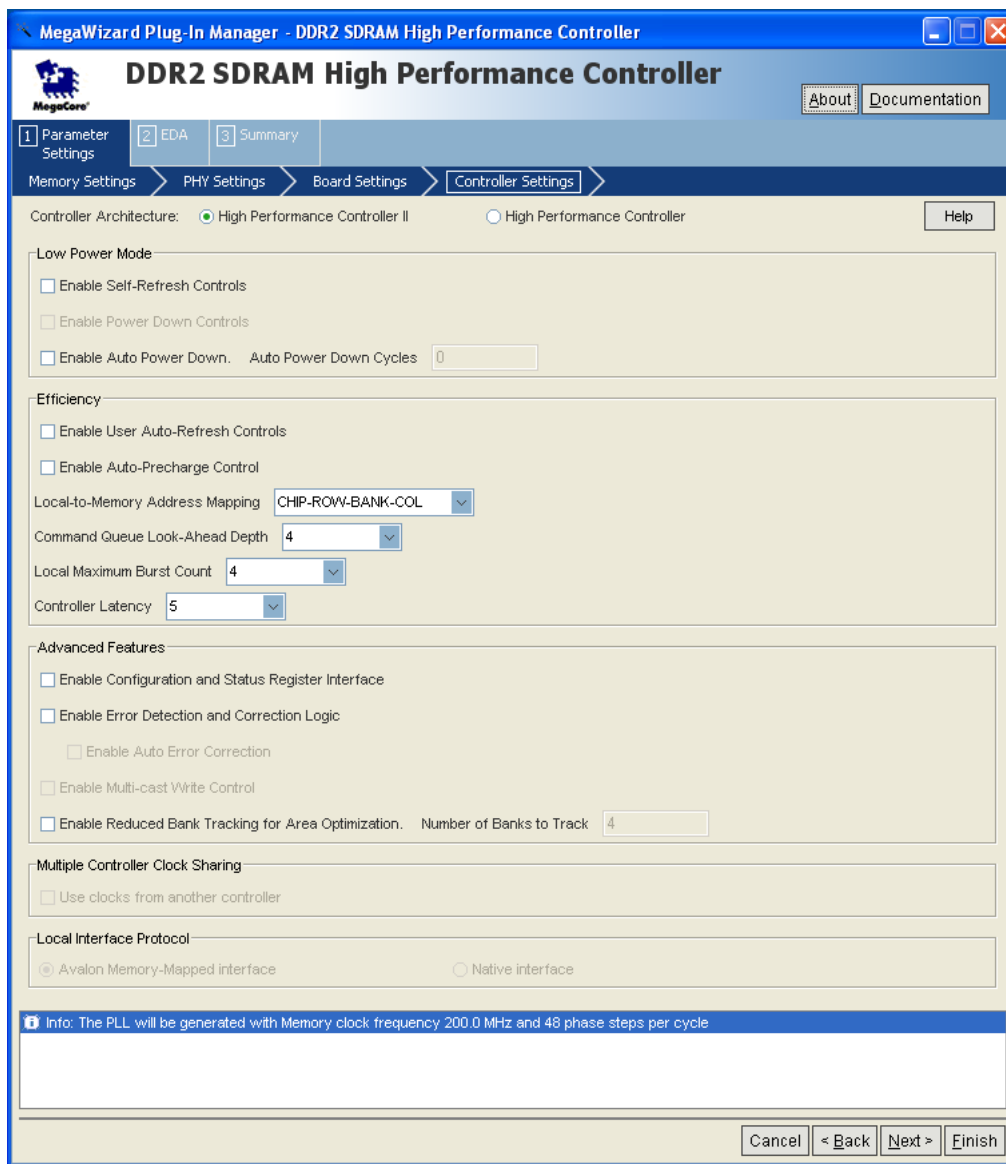 MegaWizard Plug-In Manager - DDR2 SDRAM High Performance Controller
MegaCore®
DDR2 SDRAM High Performance Controller
About Documentation
1 Parameter Settings
2 EDA
3 Summary
Memory Settings PHY Settings Board Settings Controller Settings
Controller Architecture: High Performance Controller II High Performance Controller Help
Low Power Mode
Enable Self-Refresh Controls
Enable Power Down Controls
Enable Auto Power Down. Auto Power Down Cycles 0
Efficiency
Enable User Auto-Refresh Controls
Enable Auto-Precharge Control
Local-to-Memory Address Mapping CHIP-ROW-BANK-COL
Command Queue Look-Ahead Depth 4
Local Maximum Burst Count 4
Controller Latency 5
Advanced Features
Enable Configuration and Status Register Interface
Enable Error Detection and Correction Logic
Enable Auto Error Correction
Enable Multi-cast Write Control
Enable Reduced Bank Tracking for Area Optimization. Number of Banks to Track 4
Multiple Controller Clock Sharing
Use clocks from another controller
Local Interface Protocol
Avalon Memory-Mapped interface Native interface
Info: The PLL will be generated with Memory clock frequency 200.0 MHz and 48 phase steps per cycle
Cancel < Back Next > Finish